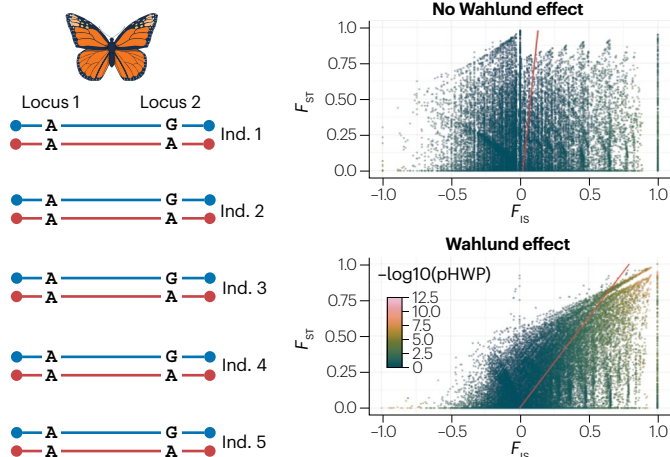 Locus 1 Locus 2
A G
A A
Ind. 1
A G
A A
Ind. 2
A G
A A
Ind. 3
A G
A A
Ind. 4
A G
A A
Ind. 5
No Wahlund effect
1.0
0.75
0.50
0.25
0.0
FST
–1.0 –0.5 0 0.5 1.0
FIS
Wahlund effect
–log10(pHWP)
12.5
10.0
7.5
5.0
2.5
0
1.0
0.75
0.50
0.25
0.0
FST
–1.0 –0.5 0 0.5 1.0
FIS